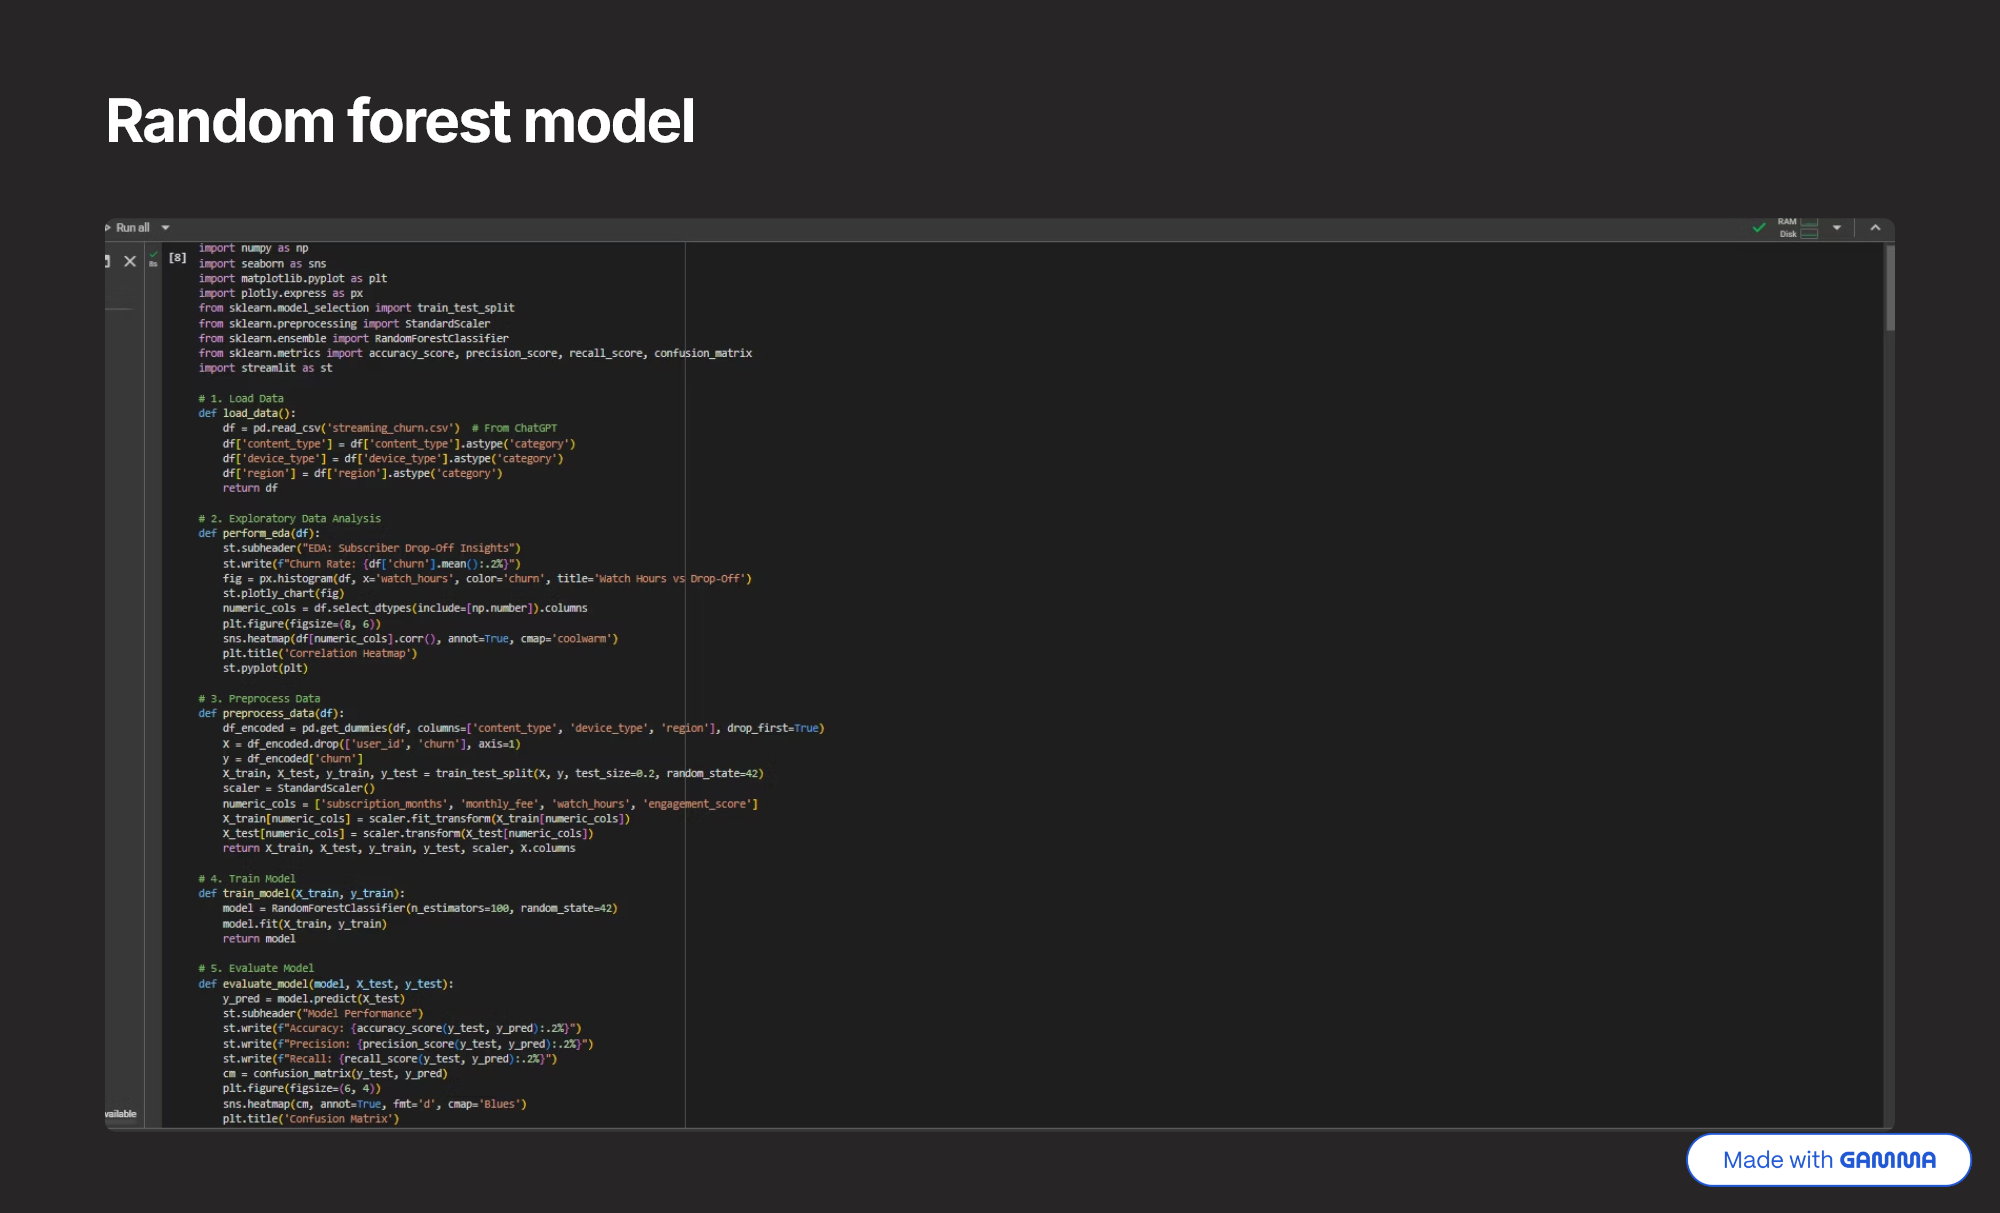 Random forest model
Run all
RAM
Disk
[8]
import numpy as np
import seaborn as sns
import matplotlib.pyplot as plt
import plotly.express as px
from sklearn.model_selection import train_test_split
from sklearn.preprocessing import StandardScaler
from sklearn.ensemble import RandomForestClassifier
from sklearn.metrics import accuracy_score, precision_score, recall_score, confusion_matrix
import streamlit as st
# 1. Load Data
def load_data():
    df = pd.read_csv('streaming_churn.csv')  # From ChatGPT
    df['content_type'] = df['content_type'].astype('category')
    df['device_type'] = df['device_type'].astype('category')
    df['region'] = df['region'].astype('category')
    return df
# 2. Exploratory Data Analysis
def perform_eda(df):
    st.subheader("EDA: Subscriber Drop-Off Insights")
    st.write(f"Churn Rate: {df['churn'].mean():.2%}")
    fig = px.histogram(df, x='watch_hours', color='churn', title='Watch Hours vs Drop-Off')
    st.plotly_chart(fig)
    numeric_cols = df.select_dtypes(include=[np.number]).columns
    plt.figure(figsize=(8, 6))
    sns.heatmap(df[numeric_cols].corr(), annot=True, cmap='coolwarm')
    plt.title('Correlation Heatmap')
    st.pyplot(plt)
# 3. Preprocess Data
def preprocess_data(df):
    df_encoded = pd.get_dummies(df, columns=['content_type', 'device_type', 'region'], drop_first=True)
    X = df_encoded.drop(['user_id', 'churn'], axis=1)
    y = df_encoded['churn']
    X_train, X_test, y_train, y_test = train_test_split(X, y, test_size=0.2, random_state=42)
    scaler = StandardScaler()
    numeric_cols = ['subscription_months', 'monthly_fee', 'watch_hours', 'engagement_score']
    X_train[numeric_cols] = scaler.fit_transform(X_train[numeric_cols])
    X_test[numeric_cols] = scaler.transform(X_test[numeric_cols])
    return X_train, X_test, y_train, y_test, scaler, X.columns
# 4. Train Model
def train_model(X_train, y_train):
    model = RandomForestClassifier(n_estimators=100, random_state=42)
    model.fit(X_train, y_train)
    return model
# 5. Evaluate Model
def evaluate_model(model, X_test, y_test):
    y_pred = model.predict(X_test)
    st.subheader("Model Performance")
    st.write(f"Accuracy: {accuracy_score(y_test, y_pred):.2%}")
    st.write(f"Precision: {precision_score(y_test, y_pred):.2%}")
    st.write(f"Recall: {recall_score(y_test, y_pred):.2%}")
    cm = confusion_matrix(y_test, y_pred)
    plt.figure(figsize=(6, 4))
    sns.heatmap(cm, annot=True, fmt='d', cmap='Blues')
    plt.title('Confusion Matrix')
vailable
Made with GAMMA